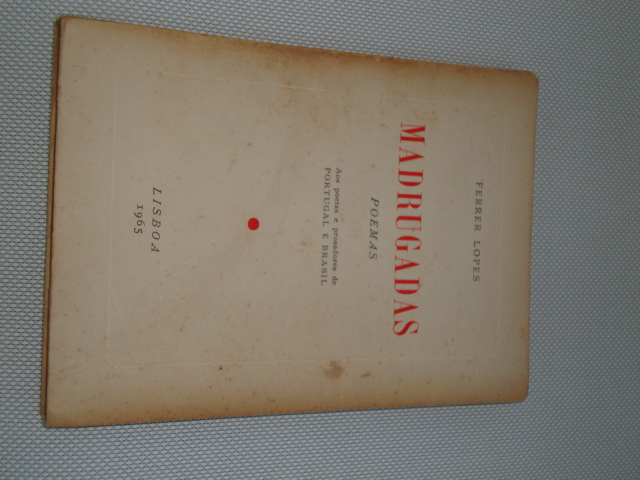 FERRER LOPES
MADRUGADAS
POEMAS
Aos poetas e prosadores de
PORTUGAL E BRASIL
LISBOA
1965